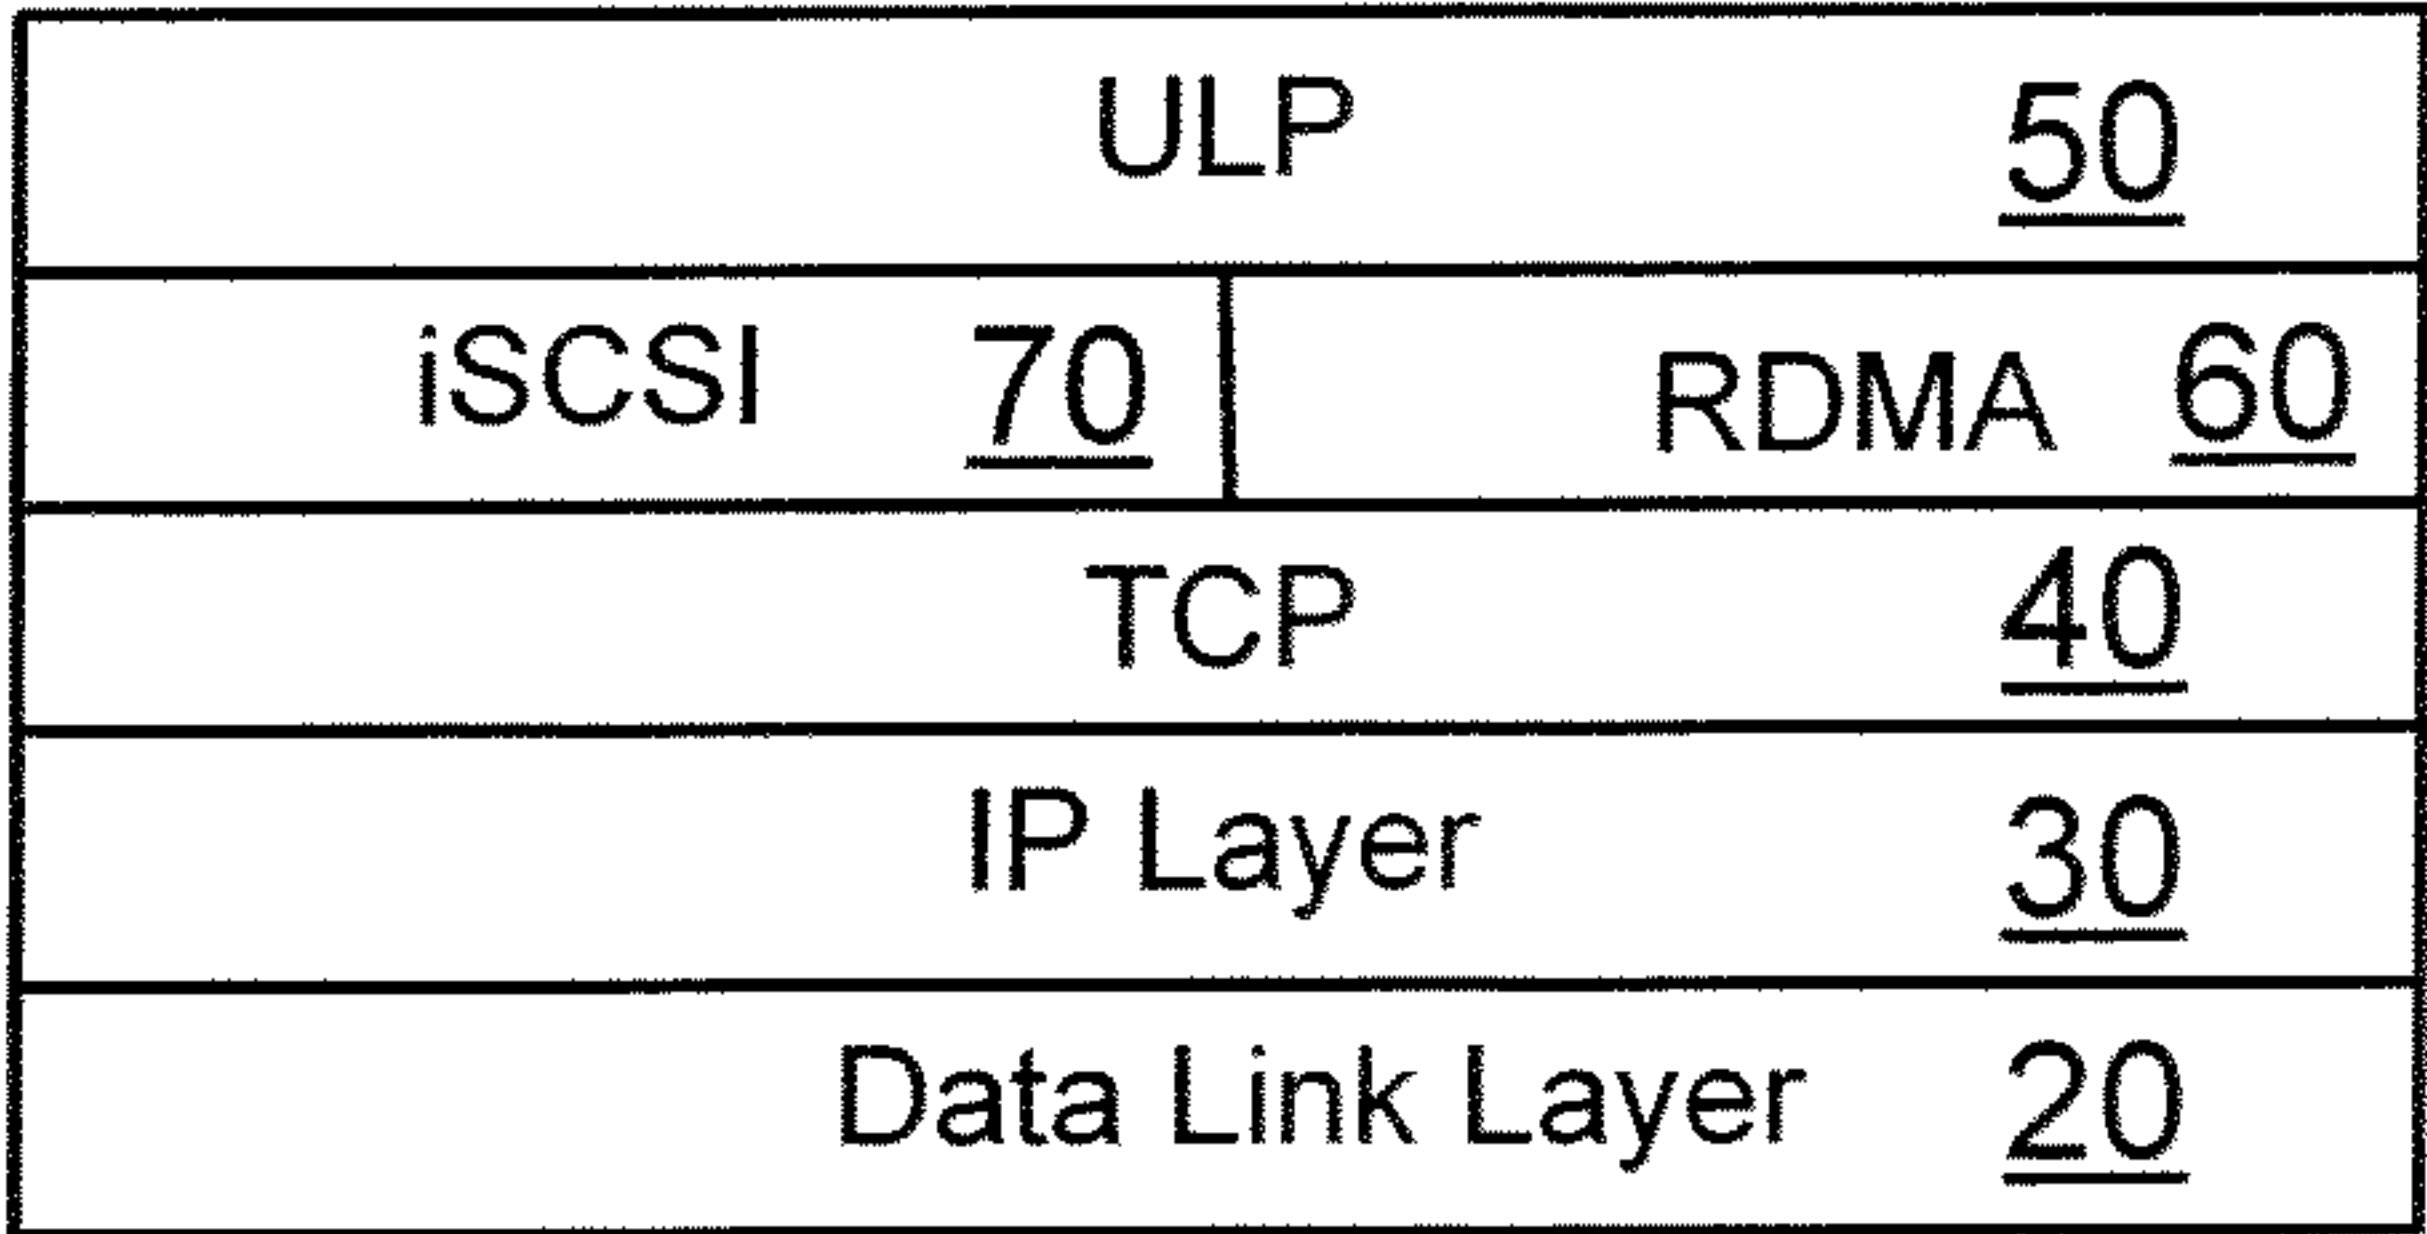 ULP 50
iSCSI 70 RDMA 60
TCP 40
IP Layer 30
Data Link Layer 20